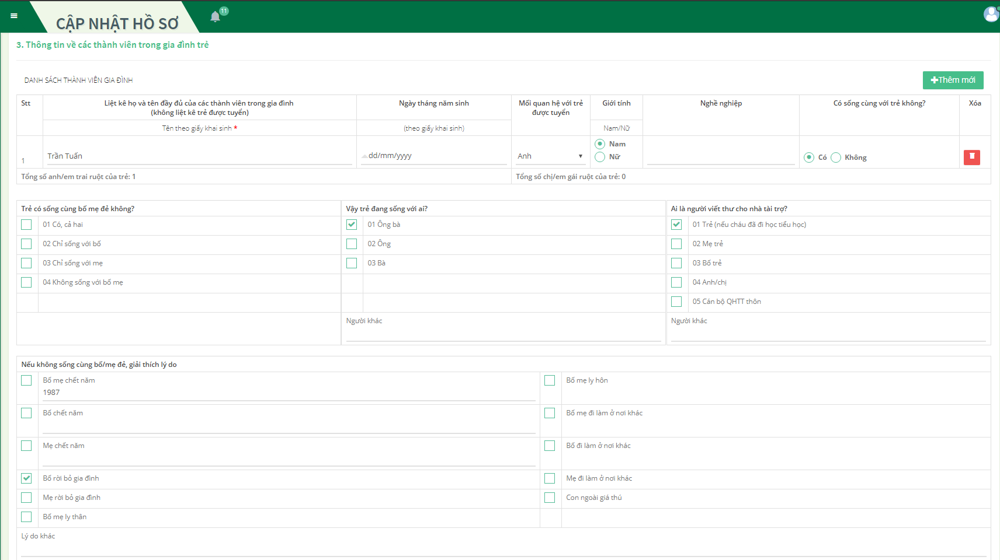 CẬP NHẬT HỒ SƠ
11
3. Thông tin về các thành viên trong gia đình trẻ
DANH SÁCH THÀNH VIÊN GIA ĐÌNH
Thêm mới
Stt
Liệt kê họ và tên đầy đủ của các thành viên trong gia đình
(không liệt kê trẻ được tuyển)
Ngày tháng năm sinh
Mối quan hệ với trẻ
được tuyển
Giới tính
Nghề nghiệp
Có sống cùng với trẻ không?
Xóa
Tên theo giấy khai sinh *
(theo giấy khai sinh)
Nam/Nữ
1
Trần Tuấn
dd/mm/yyyy
Anh
Nam
Nữ
Có
Không
Tổng số anh/em trai ruột của trẻ: 1
Tổng số chị/em gái ruột của trẻ: 0
Trẻ có sống cùng bố mẹ đẻ không?
01 Có, cả hai
02 Chỉ sống với bố
03 Chỉ sống với mẹ
04 Không sống với bố mẹ
Vậy trẻ đang sống với ai?
01 Ông bà
02 Ông
03 Bà
Người khác
Ai là người viết thư cho nhà tài trợ?
01 Trẻ (nếu cháu đã đi học tiểu học)
02 Mẹ trẻ
03 Bố trẻ
04 Anh/chị
05 Cán bộ QHTT thôn
Người khác
Nếu không sống cùng bố/mẹ đẻ, giải thích lý do
Bố mẹ chết năm
1987
Bố mẹ ly hôn
Bố chết năm
Bố mẹ đi làm ở nơi khác
Mẹ chết năm
Bố đi làm ở nơi khác
Bố rời bỏ gia đình
Mẹ đi làm ở nơi khác
Mẹ rời bỏ gia đình
Con ngoài giá thú
Bố mẹ ly thân
Lý do khác